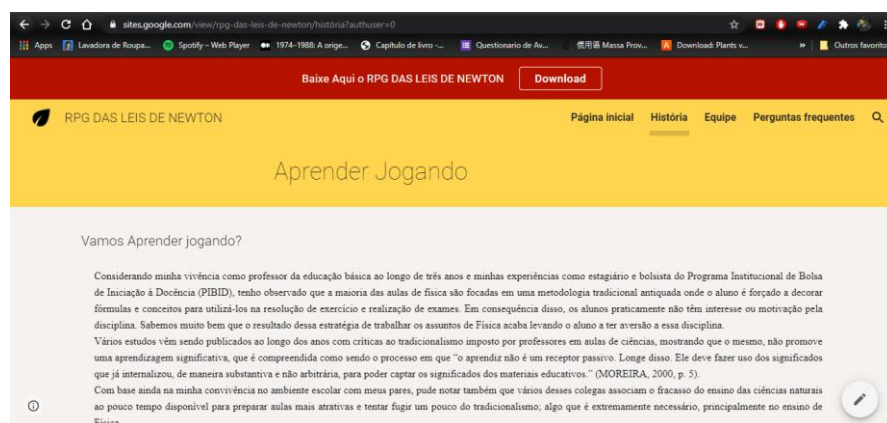 sites.google.com/view/rpg-das-leis-de-newton/história?authuser=0
Apps Lavadora de Roupa... Spotify – Web Player 1974–1988: A orige... Capítulo de livro -... Questionario de Av... 惯用语 Massa Prov... Download: Plants v... » Outros favorito
Baixe Aqui o RPG DAS LEIS DE NEWTON Download
RPG DAS LEIS DE NEWTON Página inicial História Equipe Perguntas frequentes
Aprender Jogando
Vamos Aprender jogando?
Considerando minha vivência como professor da educação básica ao longo de três anos e minhas experiências como estagiário e bolsista do Programa Institucional de Bolsa
de Iniciação à Docência (PIBID), tenho observado que a maioria das aulas de física são focadas em uma metodologia tradicional antiquada onde o aluno é forçado a decorar
fórmulas e conceitos para utilizá-los na resolução de exercício e realização de exames. Em consequência disso, os alunos praticamente não têm interesse ou motivação pela
disciplina. Sabemos muito bem que o resultado dessa estratégia de trabalhar os assuntos de Física acaba levando o aluno a ter aversão a essa disciplina.
Vários estudos vêm sendo publicados ao longo dos anos com críticas ao tradicionalismo imposto por professores em aulas de ciências, mostrando que o mesmo, não promove
uma aprendizagem significativa, que é compreendida como sendo o processo em que “o aprendiz não é um receptor passivo. Longe disso. Ele deve fazer uso dos significados
que já internalizou, de maneira substantiva e não arbitrária, para poder captar os significados dos materiais educativos.” (MOREIRA, 2000, p. 5).
Com base ainda na minha convivência no ambiente escolar com meus pares, pude notar também que vários desses colegas associam o fracasso do ensino das ciências naturais
ao pouco tempo disponível para preparar aulas mais atrativas e tentar fugir um pouco do tradicionalismo; algo que é extremamente necessário, principalmente no ensino de
Física